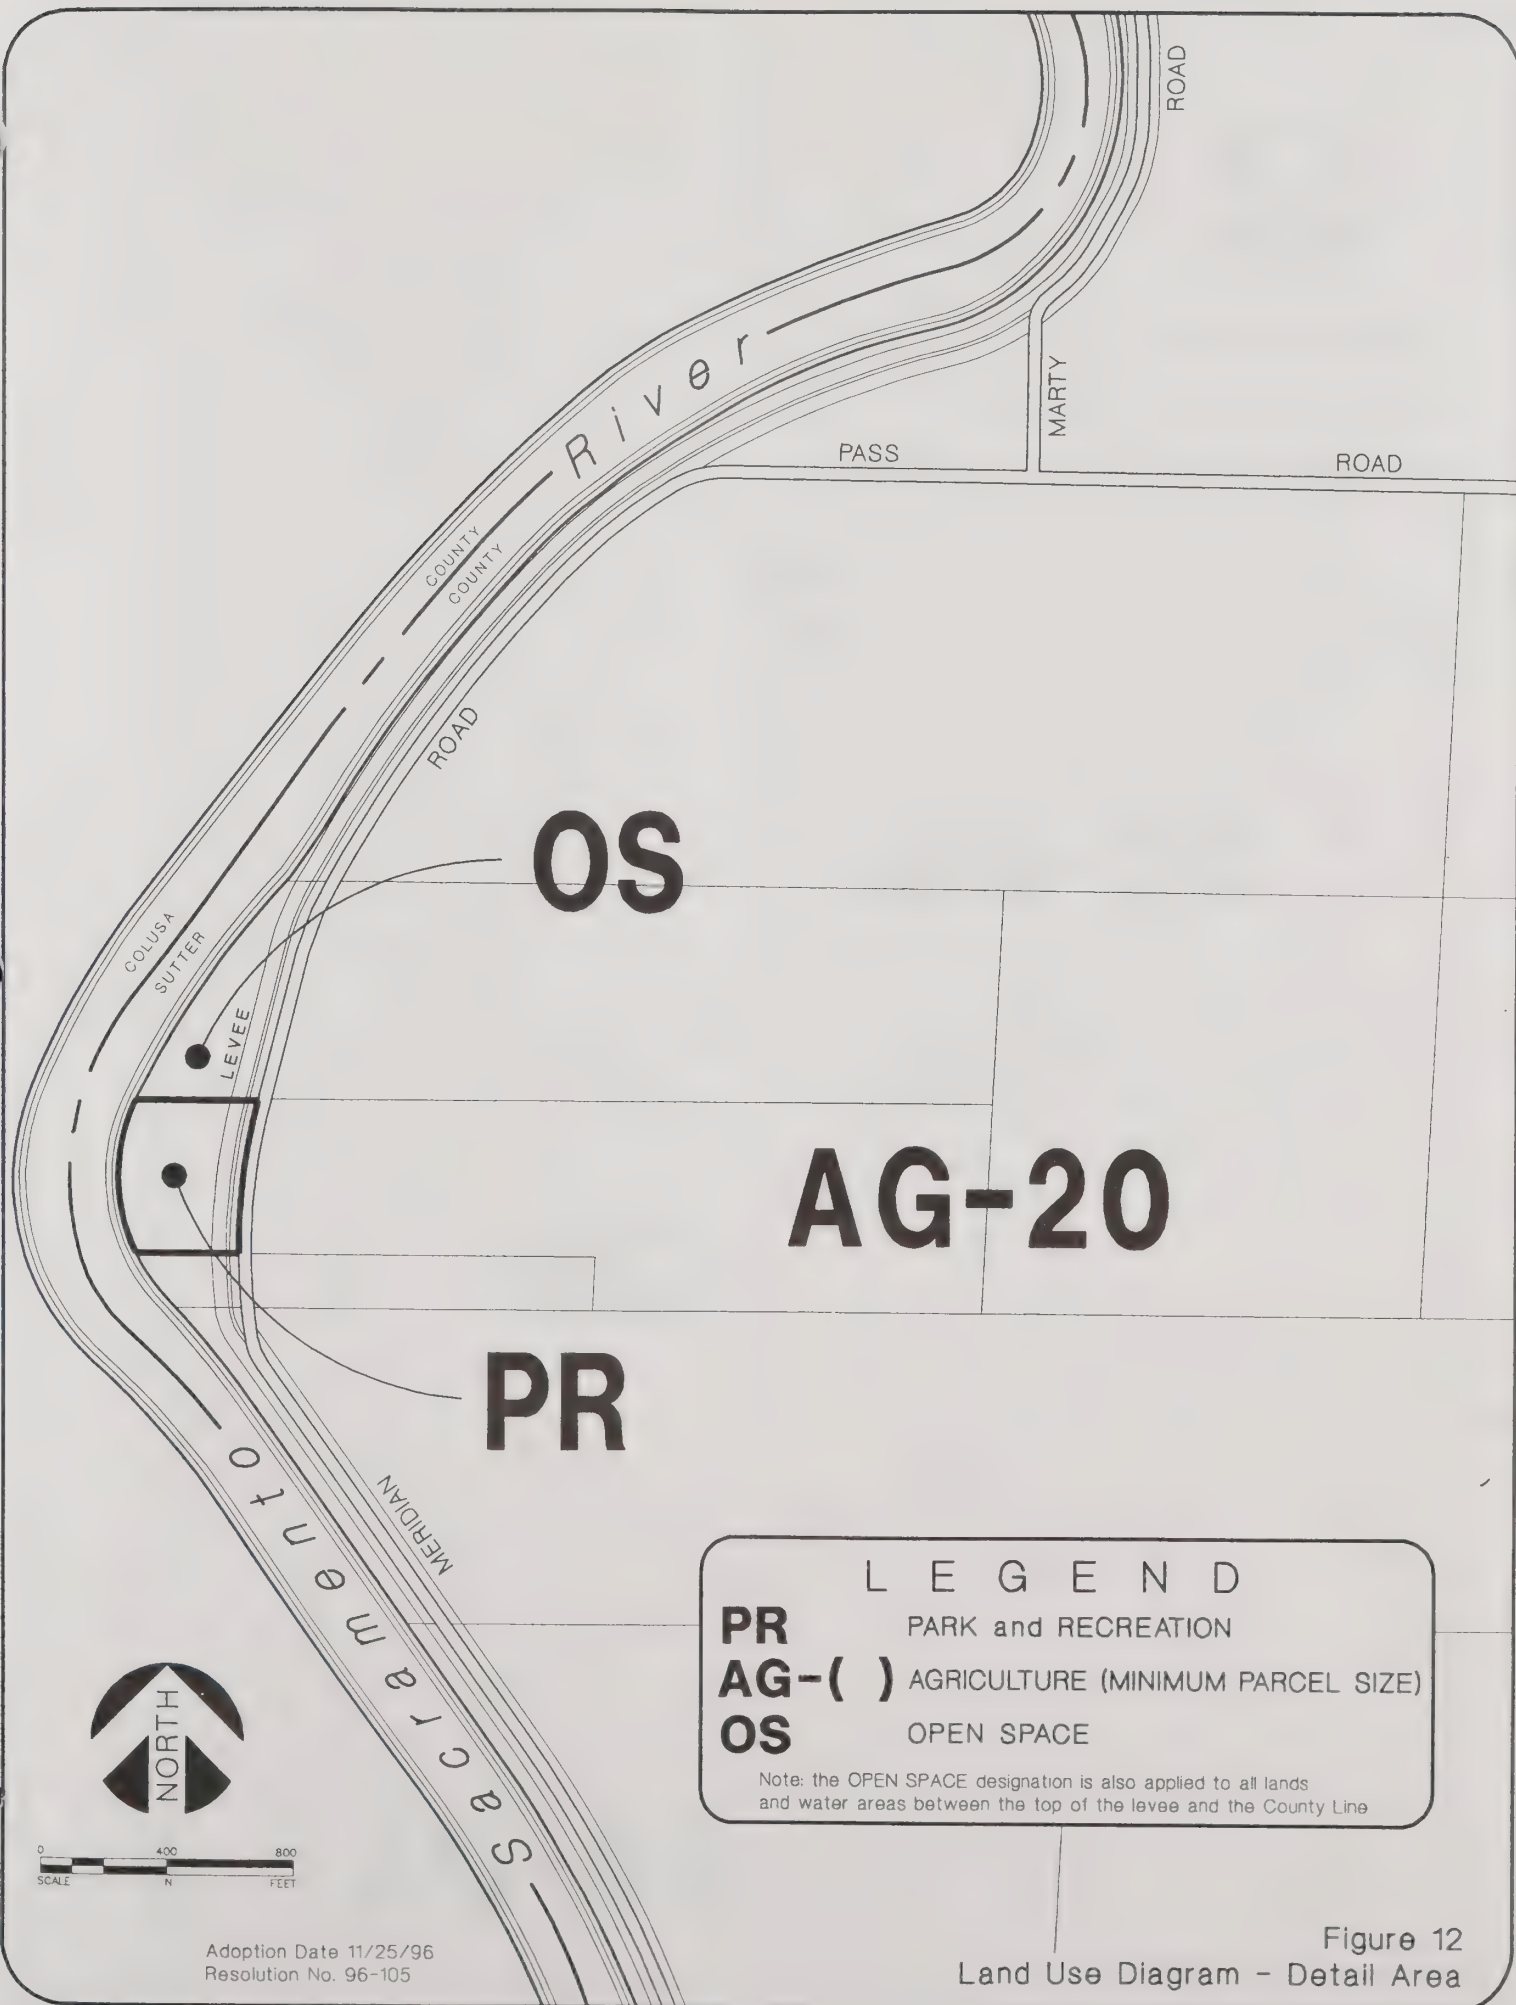 ROAD
River
MARTY
PASS
ROAD
COUNTY
COUNTY
ROAD
OS
COLUSA
SUTTER
LEVEE
AG-20
PR
MERIDIAN
Sacramento
LEGEND
PR PARK and RECREATION
AG-( ) AGRICULTURE (MINIMUM PARCEL SIZE)
OS OPEN SPACE
Note: the OPEN SPACE designation is also applied to all lands
and water areas between the top of the levee and the County Line
NORTH
0 400 800
SCALE N FEET
Adoption Date 11/25/96
Resolution No. 96-105
Figure 12
Land Use Diagram - Detail Area